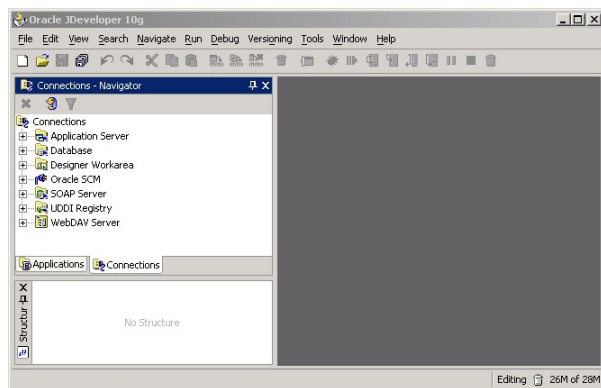 Oracle JDeveloper 10g
File Edit View Search Navigate Run Debug Versioning Tools Window Help
Connections - Navigator
Connections
Application Server
Database
Designer Workarea
Oracle SCM
SOAP Server
UDDI Registry
WebDAV Server
Applications Connections
Structur
No Structure
Editing 26M of 28M